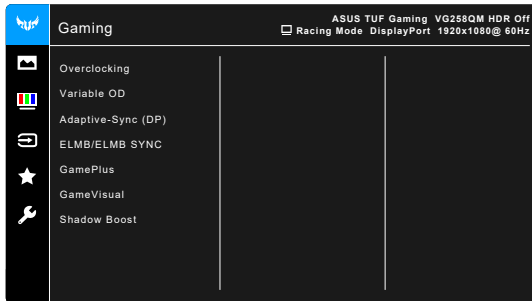 Gaming
ASUS TUF Gaming VG258QM HDR Off
Racing Mode DisplayPort 1920x1080@ 60Hz
Overclocking
Variable OD
Adaptive-Sync (DP)
ELMB/ELMB SYNC
GamePlus
GameVisual
Shadow Boost